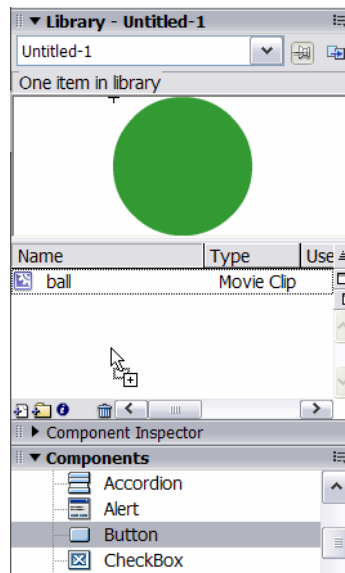 Library - Untitled-1
Untitled-1
One item in library
Name Type Use
ball Movie Clip
Component Inspector
Components
Accordion
Alert
Button
CheckBox